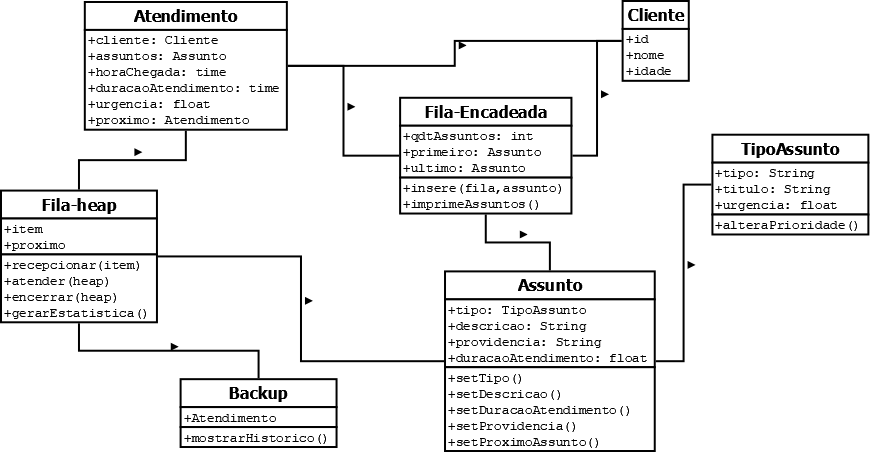 Atendimento
+cliente: Cliente
+assuntos: Assunto
+horaChegada: time
+duracaoAtendimento: time
+urgencia: float
+proximo: Atendimento
Cliente
+id
+nome
+idade
Fila-Encadeada
+qdtAssuntos: int
+primeiro: Assunto
+ultimo: Assunto
+insere(fila,assunto)
+imprimeAssuntos()
TipoAssunto
+tipo: String
+titulo: String
+urgencia: float
+alteraPrioridade()
Fila-heap
+item
+proximo
+recepcionar(item)
+atender(heap)
+encerrar(heap)
+gerarEstatistica()
Assunto
+tipo: TipoAssunto
+descricao: String
+providencia: String
+duracaoAtendimento: float
+setTipo()
+setDescricao()
+setDuracaoAtendimento()
+setProvidencia()
+setProximoAssunto()
Backup
+Atendimento
+mostrarHistorico()